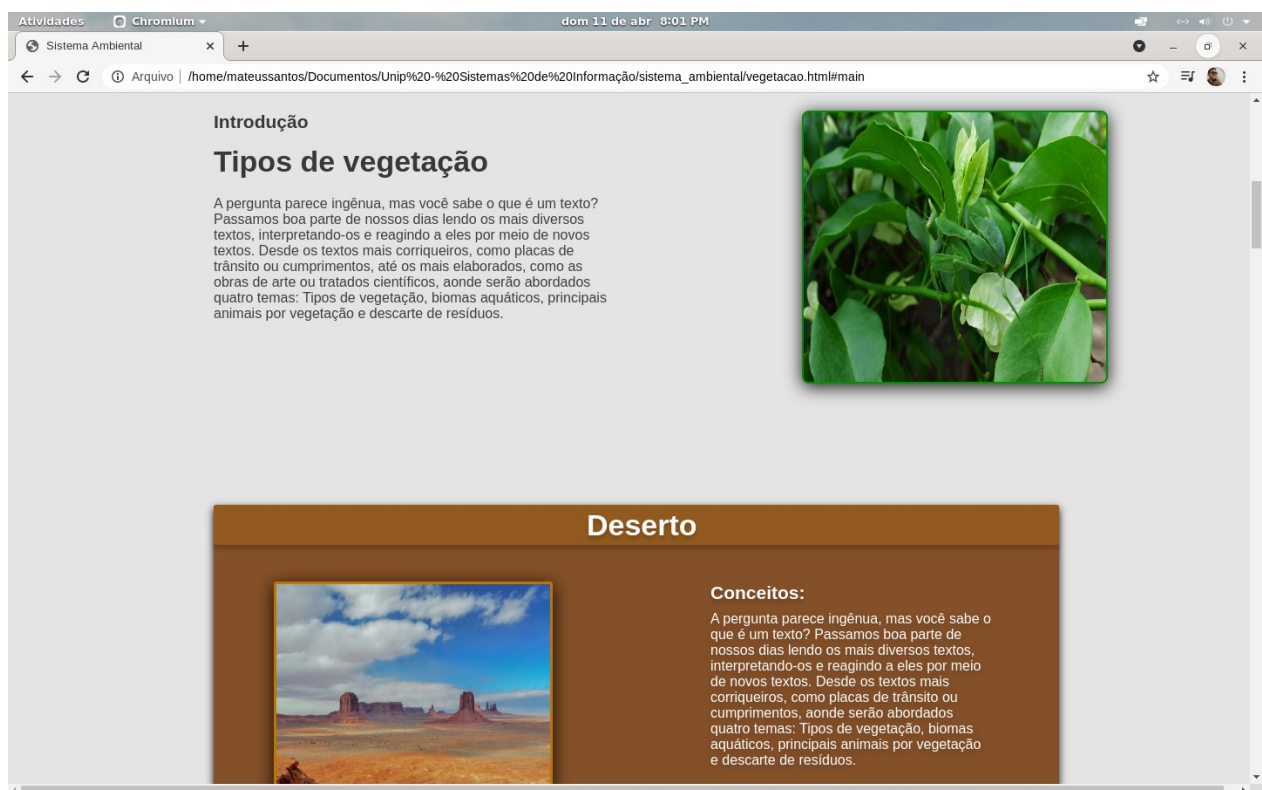 Atividades Chromium dom 11 de abr 8:01 PM
Sistema Ambiental
Arquivo /home/mateussantos/Documentos/Unip%20-%20Sistemas%20de%20Informação/sistema_ambiental/vegetacao.html#main
Introdução
Tipos de vegetação
A pergunta parece ingênua, mas você sabe o que é um texto?
Passamos boa parte de nossos dias lendo os mais diversos
textos, interpretando-os e reagindo a eles por meio de novos
textos. Desde os textos mais corriqueiros, como placas de
trânsito ou cumprimentos, até os mais elaborados, como as
obras de arte ou tratados científicos, aonde serão abordados
quatro temas: Tipos de vegetação, biomas aquáticos, principais
animais por vegetação e descarte de resíduos.
Deserto
Conceitos:
A pergunta parece ingênua, mas você sabe o
que é um texto? Passamos boa parte de
nossos dias lendo os mais diversos textos,
interpretando-os e reagindo a eles por meio
de novos textos. Desde os textos mais
corriqueiros, como placas de trânsito ou
cumprimentos, aonde serão abordados
quatro temas: Tipos de vegetação, biomas
aquáticos, principais animais por vegetação
e descarte de resíduos.